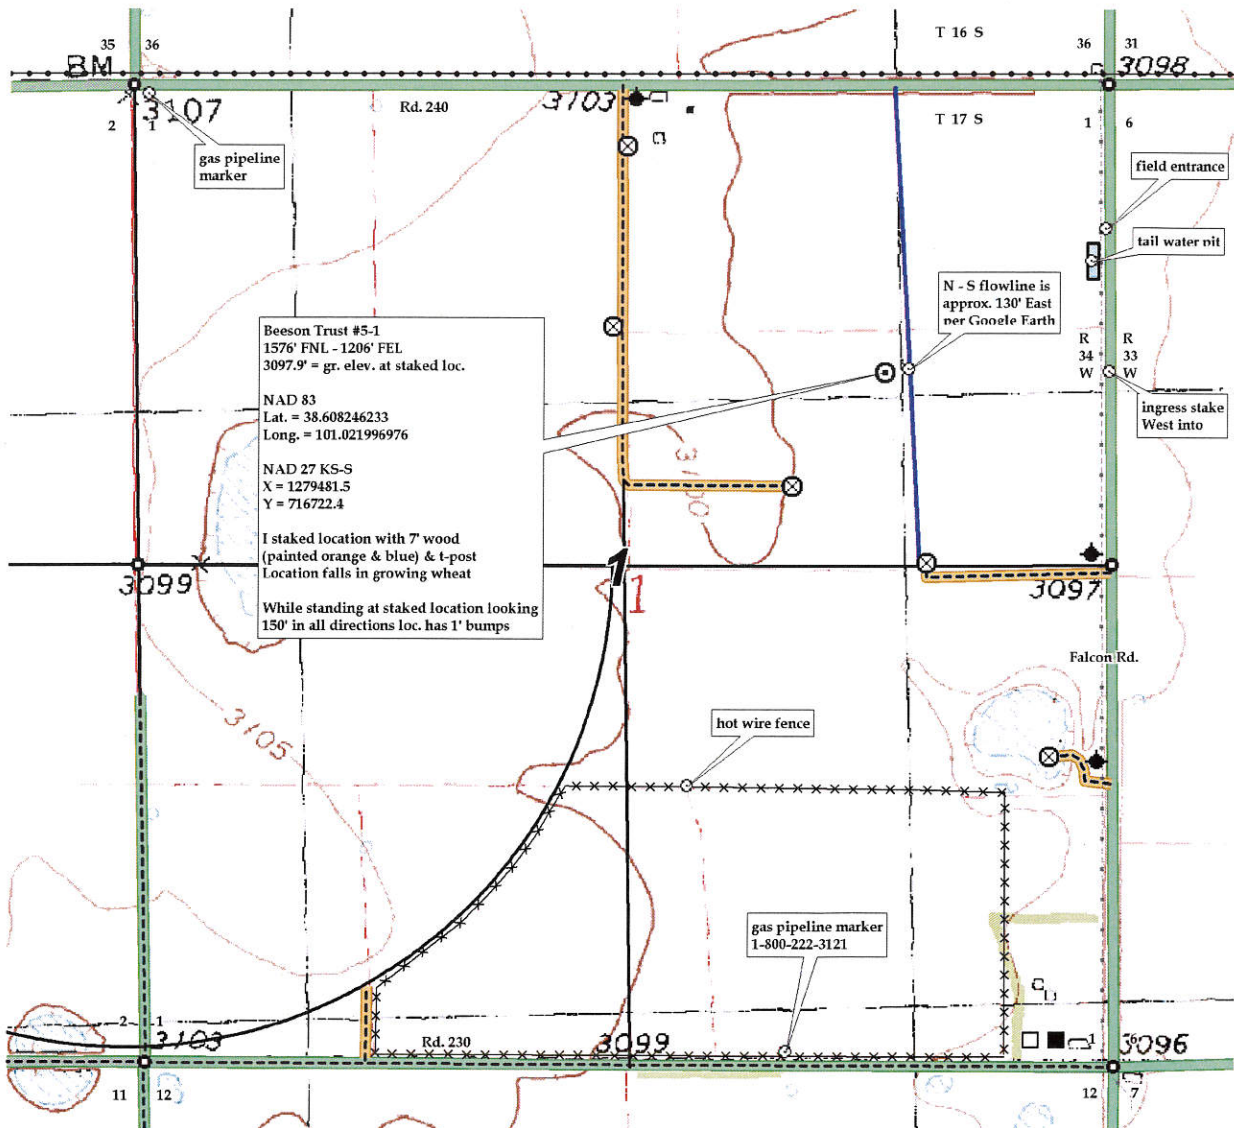 T 16 S
35 36
36 31
BM
3098
3107
Rd. 240
3103
T 17 S
2 1
1 6
gas pipeline
marker
field entrance
tail water pit
N - S flowline is
approx. 130' East
per Google Earth
Beeson Trust #5-1
1576' FNL - 1206' FEL
3097.9' = gr. elev. at staked loc.
NAD 83
Lat. = 38.608246233
Long. = 101.021996976
NAD 27 KS-S
X = 1279481.5
Y = 716722.4
I staked location with 7' wood
(painted orange & blue) & t-post
Location falls in growing wheat
While standing at staked location looking
150' in all directions loc. has 1' bumps
R R
34 33
W W
ingress stake
West into
3100
3099
1
1
3097
Falcon Rd.
3105
hot wire fence
gas pipeline marker
1-800-222-3121
2 1
3103
Rd. 230
3099
1 6
3096
11 12
12 7